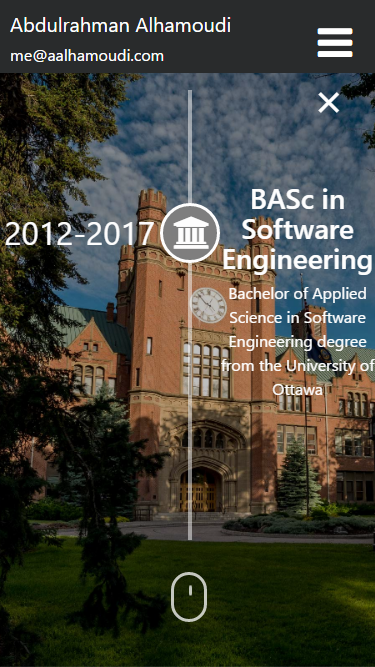 Abdulrahman Alhamoudi
me@aalhamoudi.com
2012-2017
BASc in
Software
Engineering
Bachelor of Applied
Science in Software
Engineering degree
from the University of
Ottawa